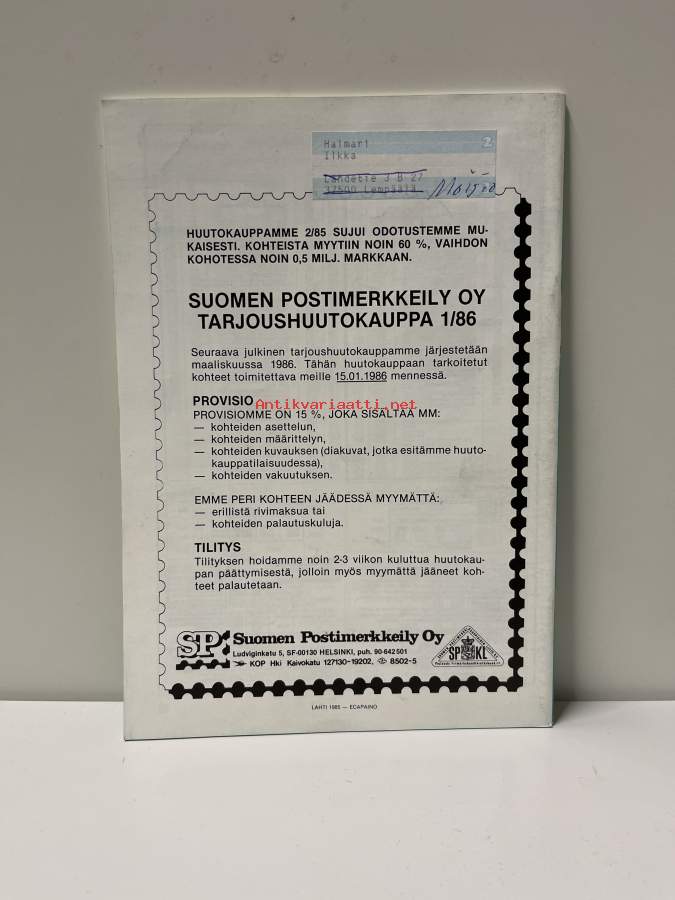 Halmari
Ilkka
2
HUUTOKAUPPAMME 2/85 SUJUI ODOTUSTEMME MU-
KAISESTI. KOHTEISTA MYYTIIN NOIN 60 %, VAIHDON
KOHOTESSA NOIN 0,5 MILJ. MARKKAAN.
SUOMEN POSTIMERKKEILY OY
TARJOUSHUUTOKAUPPA 1/86
Seuraava julkinen tarjoushuutokauppamme järjestetään
maaliskuussa 1986. Tähän huutokauppaan tarkoitetut
kohteet toimitettava meille 15.01.1986 mennessä.
PROVISIO
Antikvariaatti.net
PROVISIOMME ON 15 %, JOKA SISÄLTÄÄ MM:
— kohteiden asettelun,
— kohteiden määrittelyn,
— kohteiden kuvauksen (diakuvat, jotka esitämme huuto-
kauppatilaisuudessa),
— kohteiden vakuutuksen.
EMME PERI KOHTEEN JÄÄDESSÄ MYYMÄTTÄ:
— erillistä rivimaksua tai
— kohteiden palautuskuluja.
TILITYS
Tilityksen hoidamme noin 2-3 viikon kuluttua huutokau-
pan päättymisestä, jolloin myös myymättä jääneet koh-
teet palautetaan.
SP: Suomen Postimerkkeily Oy
Ludviginkatu 5, SF-00130 HELSINKI, puh. 90-642 501
KOP Hki Kaivokatu 127130-19202, 8502-5
SP KL
LAHTI 1985 — ECAPAINO